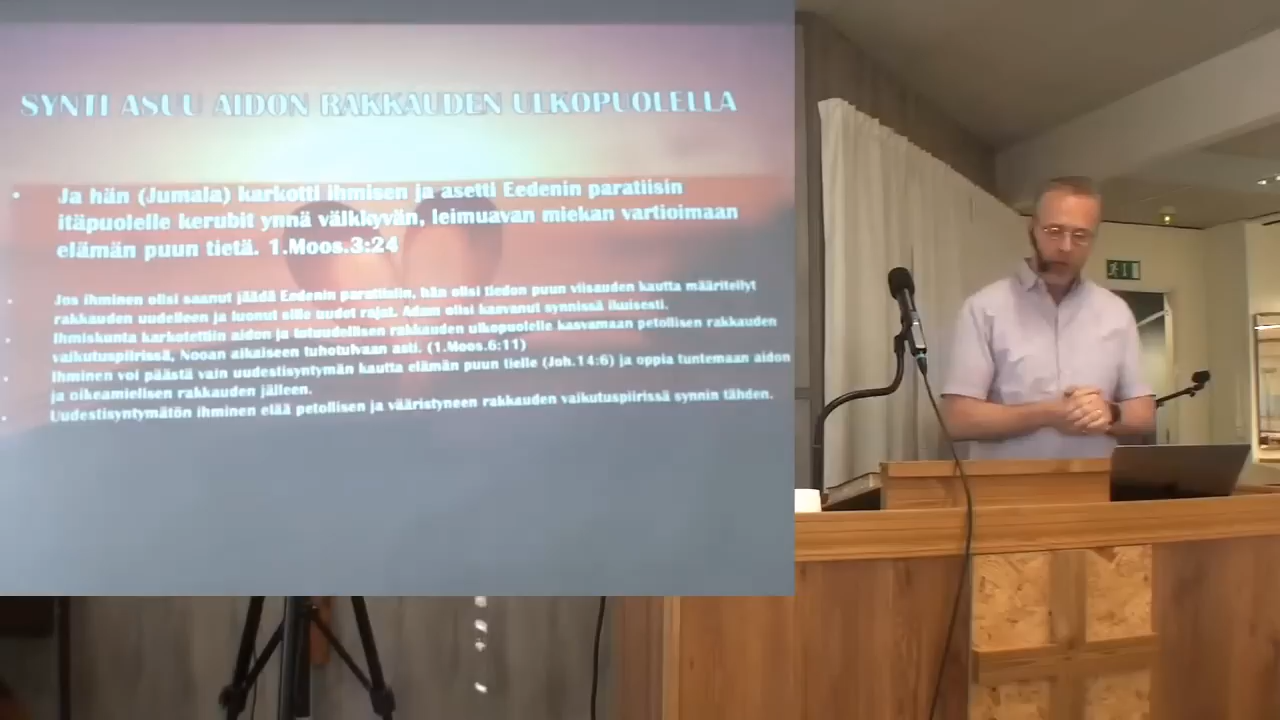 SYNTI ASUU AIDON RAKKAUDEN ULKOPUOLELLA
Ja hän (Jumala) karkotti ihmisen ja asetti Eedenin paratiisin
itäpuolelle kerubit ynnä välkkyvän, leimuavan miekan vartioimaan
elämän puun tietä. 1.Moos.3:24
Jos ihminen olisi saanut jäädä Eedenin paratiisiin, hän olisi tiedon puun viisauden kautta määritellyt
rakkauden uudelleen ja luonut sille uudet rajat. Adam olisi kasvanut synnissä ikuisesti.
Ihmiskunta karkotettiin aidon ja totuudellisen rakkauden ulkopuolelle kasvamaan petollisen rakkauden
vaikutuspiirissä, Nooan aikaiseen tuhotulvaan asti. (1.Moos.6:11)
Ihminen voi päästä vain uudestisyntymän kautta elämän puun tielle (Joh.14:6) ja oppia tuntemaan aidon
ja oikeamielisen rakkauden jälleen.
Uudestisyntymätön ihminen elää petollisen ja vääristyneen rakkauden vaikutuspiirissä synnin tähden.